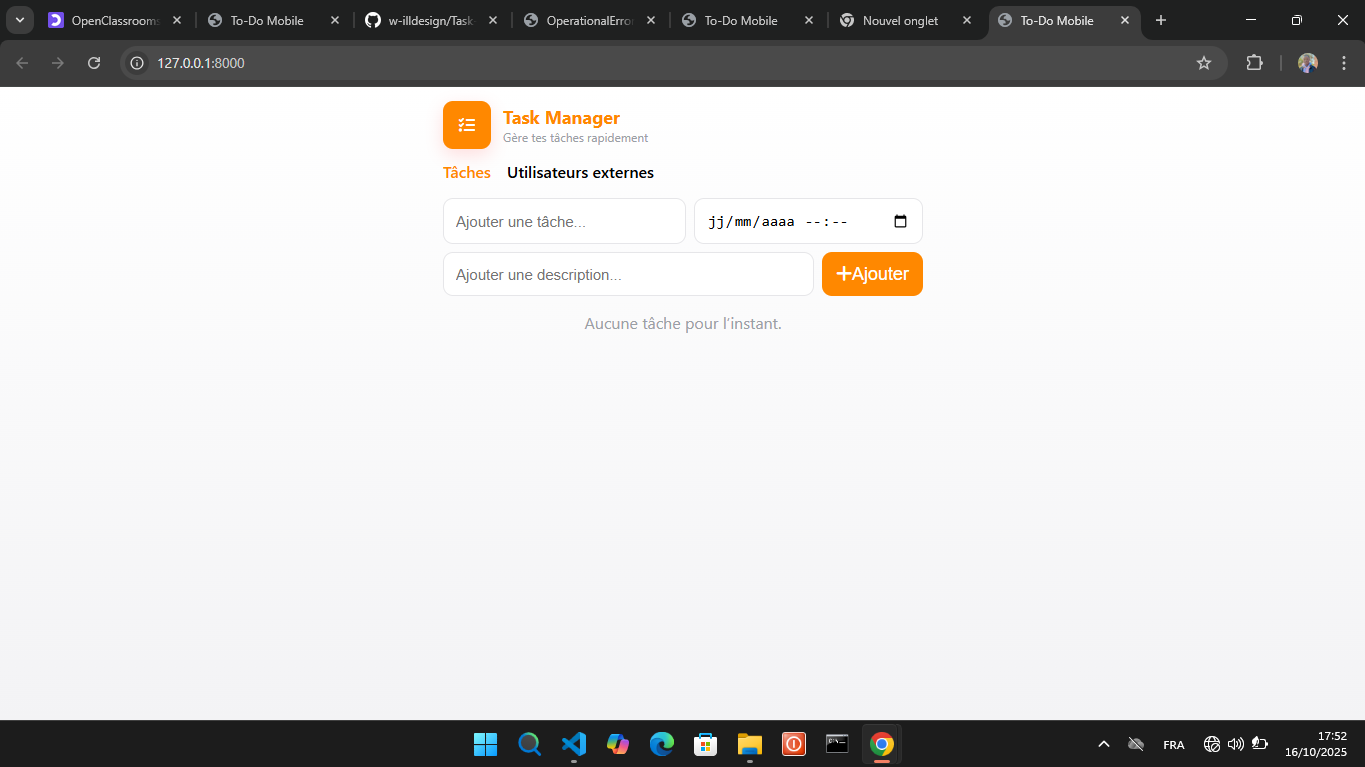 OpenClassrooms
To-Do Mobile
w-illdesign/Task
OperationalErro
To-Do Mobile
Nouvel onglet
To-Do Mobile
127.0.0.1:8000
Task Manager
Gère tes tâches rapidement
Tâches Utilisateurs externes
Ajouter une tâche... jj/mm/aaaa --:--
Ajouter une description... +Ajouter
Aucune tâche pour l’instant.
FRA
17:52
16/10/2025